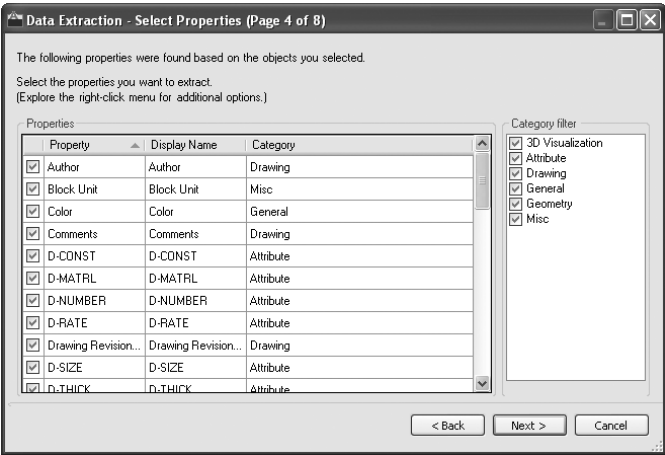 Data Extraction - Select Properties (Page 4 of 8)
The following properties were found based on the objects you selected.
Select the properties you want to extract.
(Explore the right-click menu for additional options.)
Properties
Property Display Name Category
Author Author Drawing
Block Unit Block Unit Misc
Color Color General
Comments Comments Drawing
D-CONST D-CONST Attribute
D-MATRL D-MATRL Attribute
D-NUMBER D-NUMBER Attribute
D-RATE D-RATE Attribute
Drawing Revision... Drawing Revision... Drawing
D-SIZE D-SIZE Attribute
D-THICK D-THICK Attribute
Category filter
3D Visualization
Attribute
Drawing
General
Geometry
Misc
< Back Next > Cancel